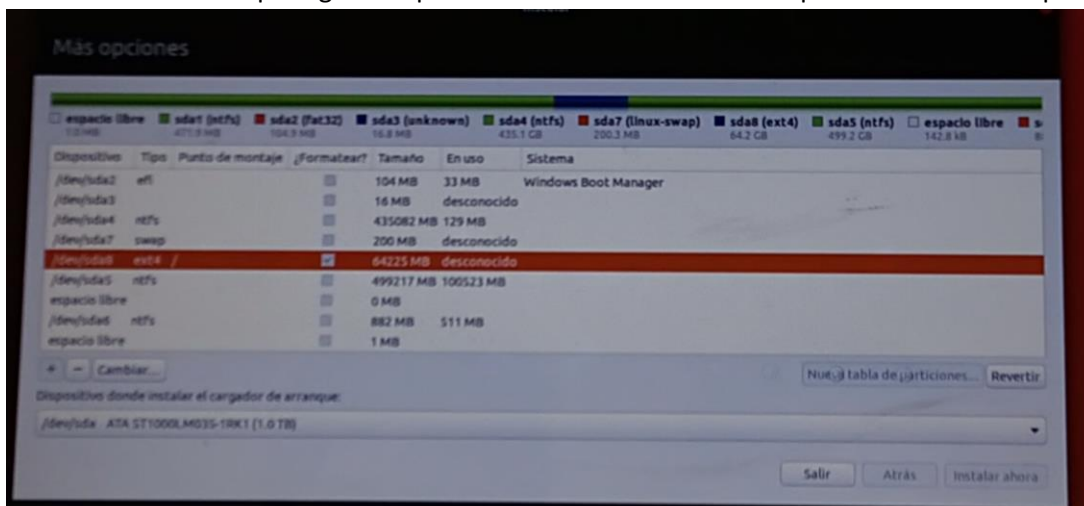 Más opciones
espacio libre sda1 (ntfs) sda2 (fat32) sda3 (unknown) sda4 (ntfs) sda7 (linux-swap) sda8 (ext4) sda5 (ntfs) espacio libre
104.9 MB 16.8 MB 435.1 GB 200.3 MB 64.2 GB 499.2 GB 142.8 kB
Dispositivo Tipo Punto de montaje ¿Formatear? Tamaño En uso Sistema
/dev/sda2 efi 104 MB 33 MB Windows Boot Manager
/dev/sda3 16 MB desconocido
/dev/sda4 ntfs 435082 MB 129 MB
/dev/sda7 swap 200 MB desconocido
/dev/sda8 ext4 / 64225 MB desconocido
/dev/sda5 ntfs 499217 MB 100523 MB
espacio libre 0 MB
/dev/sda6 ntfs 882 MB 511 MB
espacio libre 1 MB
+ - Cambiar...
Nueva tabla de particiones... Revertir
Dispositivo donde instalar el cargador de arranque:
/dev/sda ATA ST1000LM035-1RK1 (1.0 TB)
Salir Atrás Instalar ahora